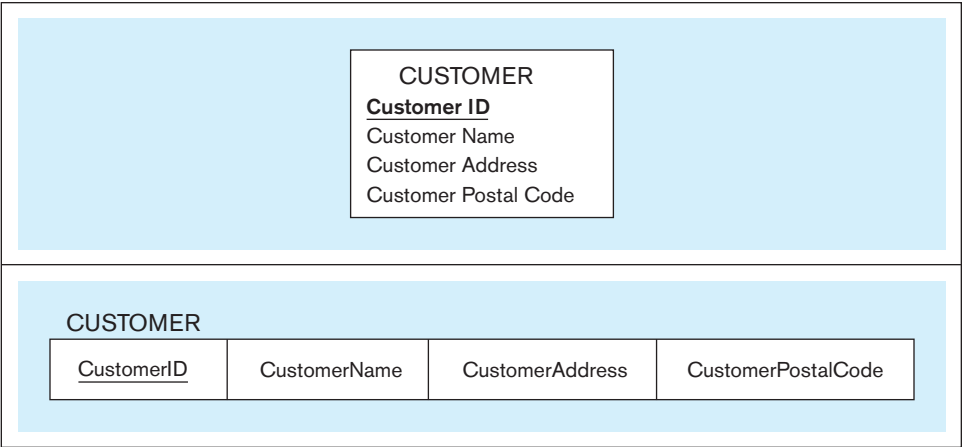 CUSTOMER
Customer ID
Customer Name
Customer Address
Customer Postal Code
CUSTOMER
CustomerID CustomerName CustomerAddress CustomerPostalCode